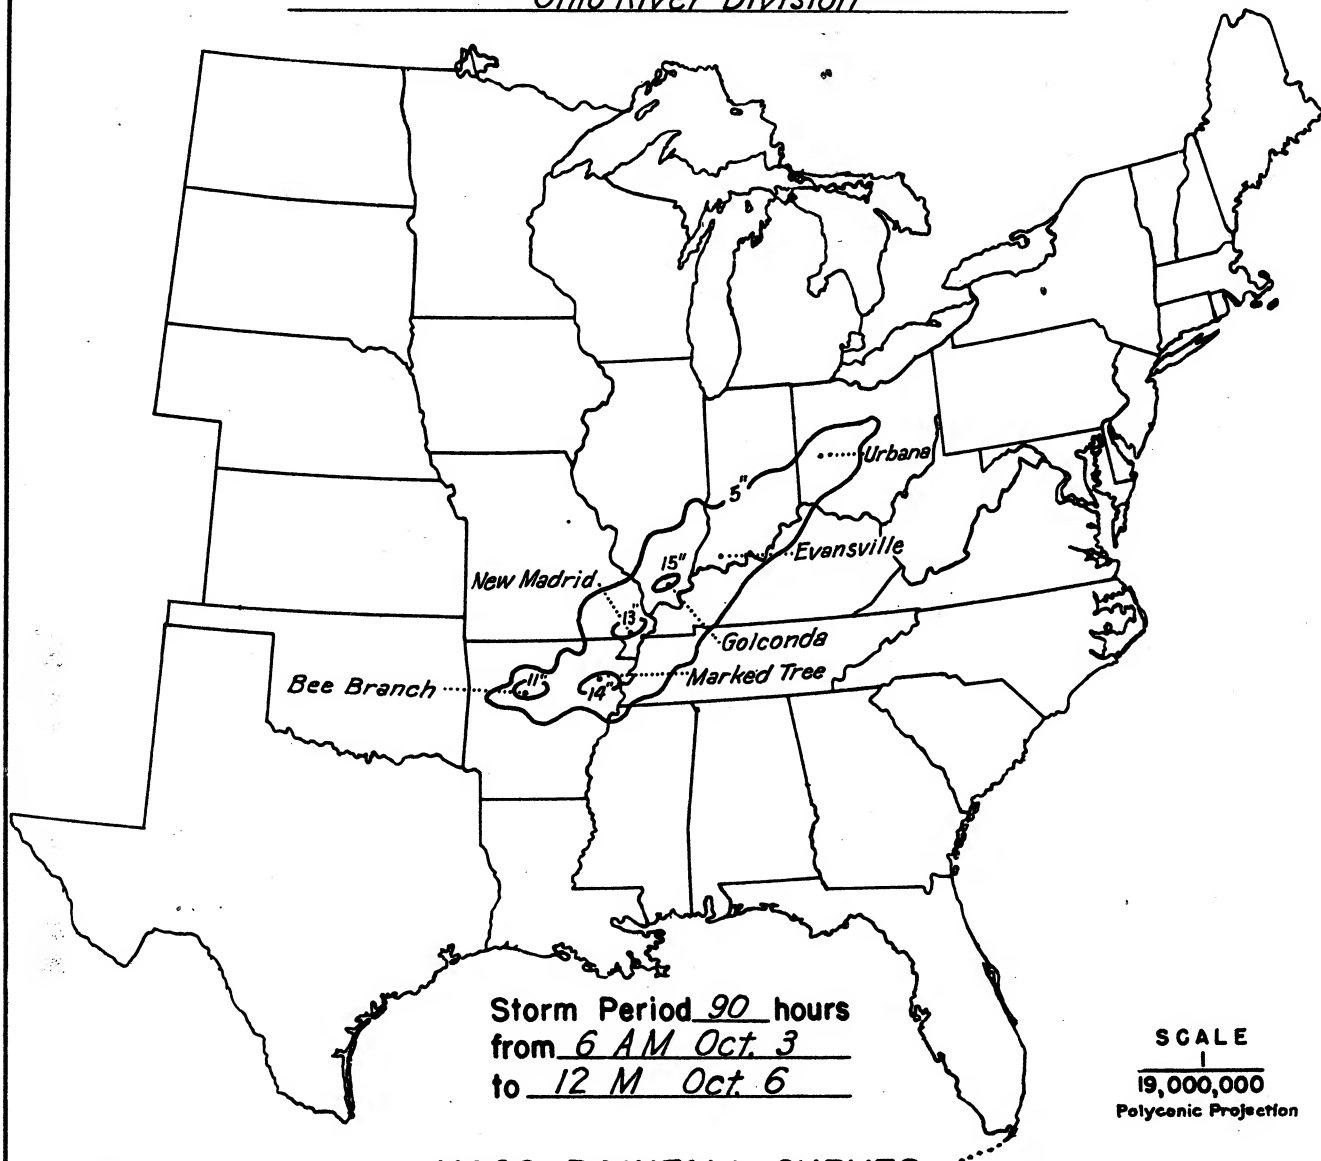 Ohio River Division
Urbana
5"
Evansville
15"
New Madrid
13"
Golconda
Bee Branch
11"
14"
Marked Tree
Storm Period 90 hours
from 6 AM Oct. 3
to 12 M Oct. 6
SCALE
1
19,000,000
Polyconic Projection